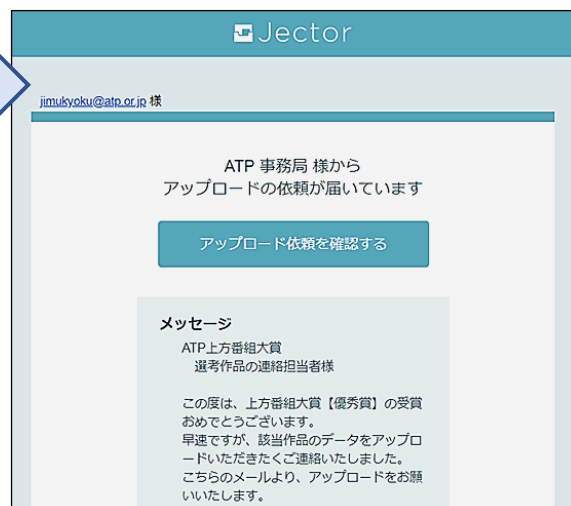 Jector
jimukyoku@atp.or.jp 様
ATP 事務局 様から
アップロードの依頼が届いています
アップロード依頼を確認する
メッセージ
ATP上方番組大賞
選考作品の連絡担当者様
この度は、上方番組大賞【優秀賞】の受賞
おめでとうございます。
早速ですが、該当作品のデータをアップロ
ードいただきたくご連絡いたしました。
こちらのメールより、アップロードをお願
いいたします。